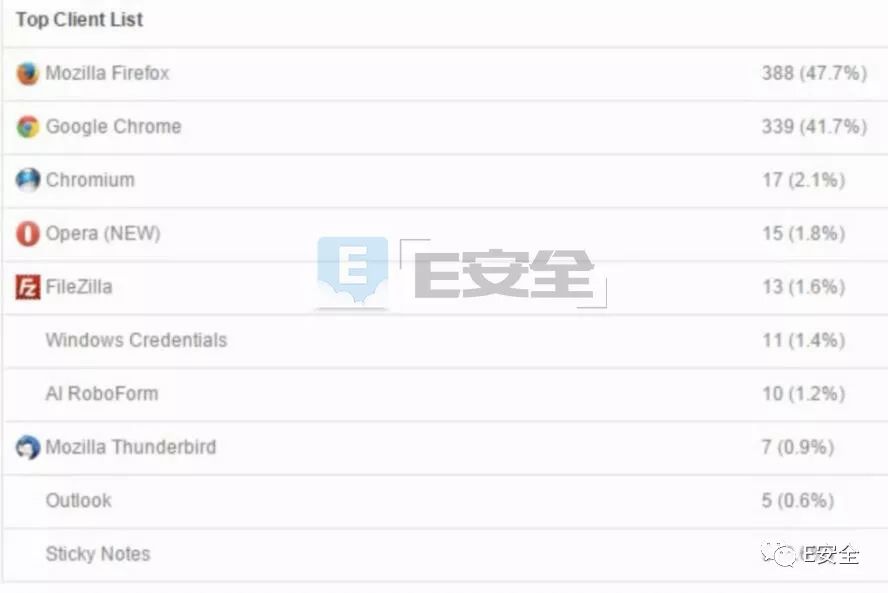 Top Client List
Mozilla Firefox 388 (47.7%)
Google Chrome 339 (41.7%)
Chromium 17 (2.1%)
Opera (NEW) 15 (1.8%)
E E安全
FileZilla 13 (1.6%)
Windows Credentials 11 (1.4%)
AI RoboForm 10 (1.2%)
Mozilla Thunderbird 7 (0.9%)
Outlook 5 (0.6%)
Sticky Notes
E安全